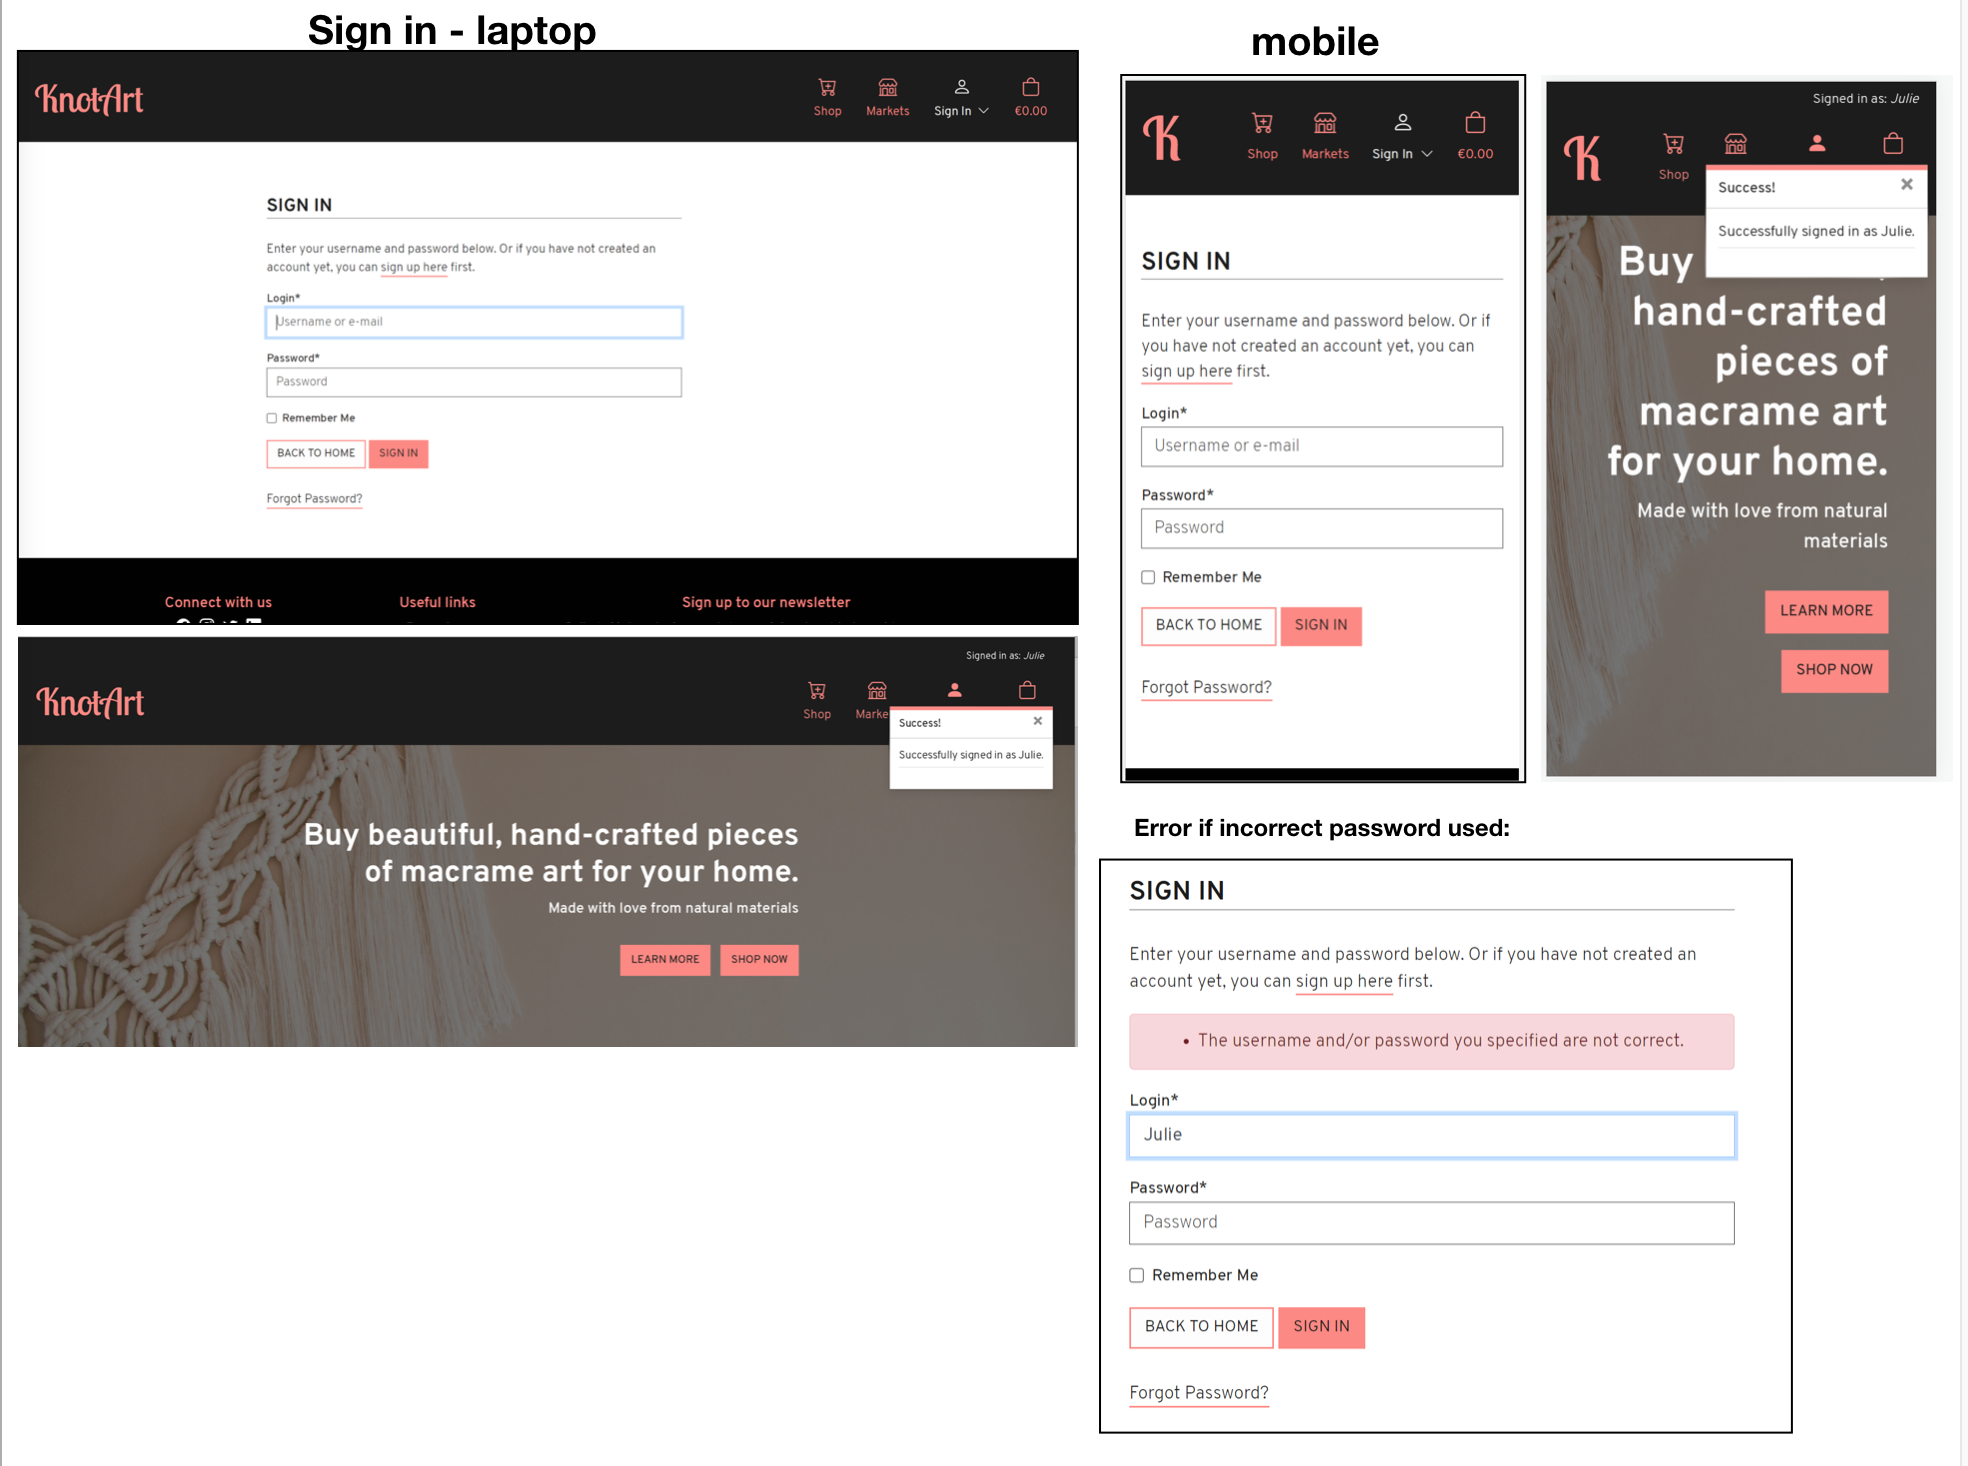 Sign in - laptop
KnotArt
Shop
Markets
Sign In
€0.00
SIGN IN
Enter your username and password below. Or if you have not created an
account yet, you can sign up here first.
Login*
Username or e-mail
Password*
Password
Remember Me
BACK TO HOME
SIGN IN
Forgot Password?
Connect with us
Useful links
Sign up to our newsletter
Signed in as: Julie
KnotArt
Shop
Marke
Success!
×
Successfully signed in as Julie.
Buy beautiful, hand-crafted pieces
of macrame art for your home.
Made with love from natural materials
LEARN MORE
SHOP NOW
mobile
K
Shop
Markets
Sign In
€0.00
SIGN IN
Enter your username and password below. Or if
you have not created an account yet, you can
sign up here first.
Login*
Username or e-mail
Password*
Password
Remember Me
BACK TO HOME
SIGN IN
Forgot Password?
Signed in as: Julie
K
Shop
Success!
×
Successfully signed in as Julie.
Buy
hand-crafted
pieces of
macrame art
for your home.
Made with love from natural
materials
LEARN MORE
SHOP NOW
Error if incorrect password used:
SIGN IN
Enter your username and password below. Or if you have not created an
account yet, you can sign up here first.
• The username and/or password you specified are not correct.
Login*
Julie
Password*
Password
Remember Me
BACK TO HOME
SIGN IN
Forgot Password?